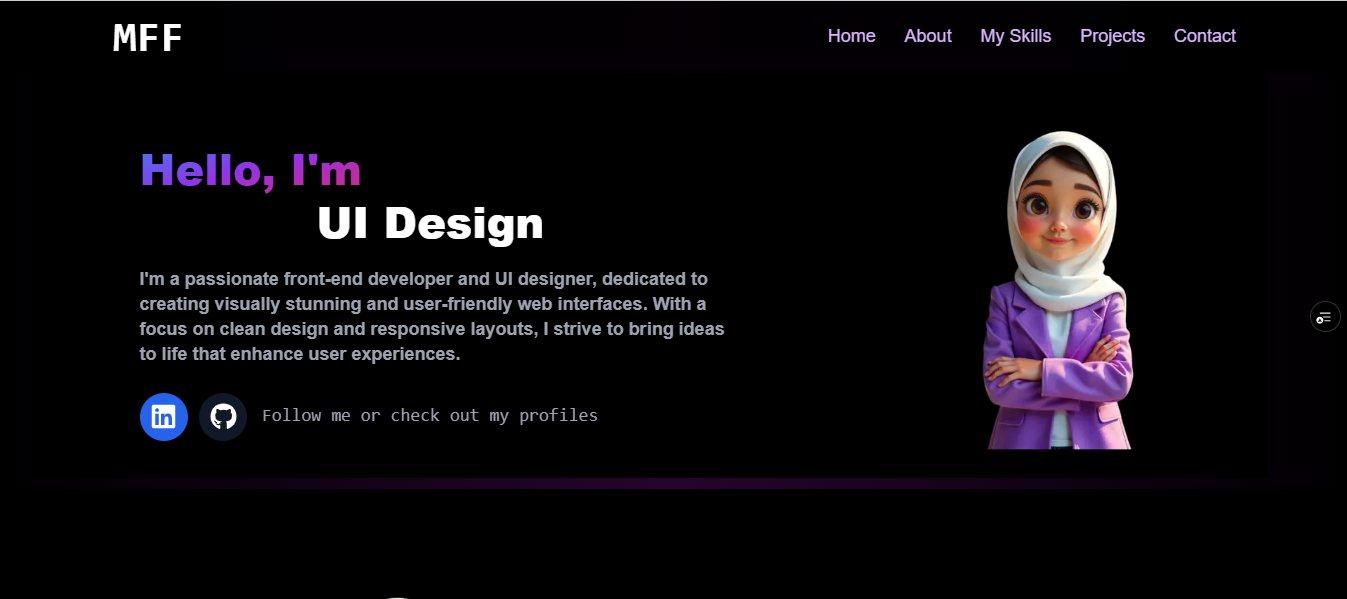 MFF
Home About My Skills Projects Contact
Hello, I'm
UI Design
I'm a passionate front-end developer and UI designer, dedicated to
creating visually stunning and user-friendly web interfaces. With a
focus on clean design and responsive layouts, I strive to bring ideas
to life that enhance user experiences.
in
Follow me or check out my profiles